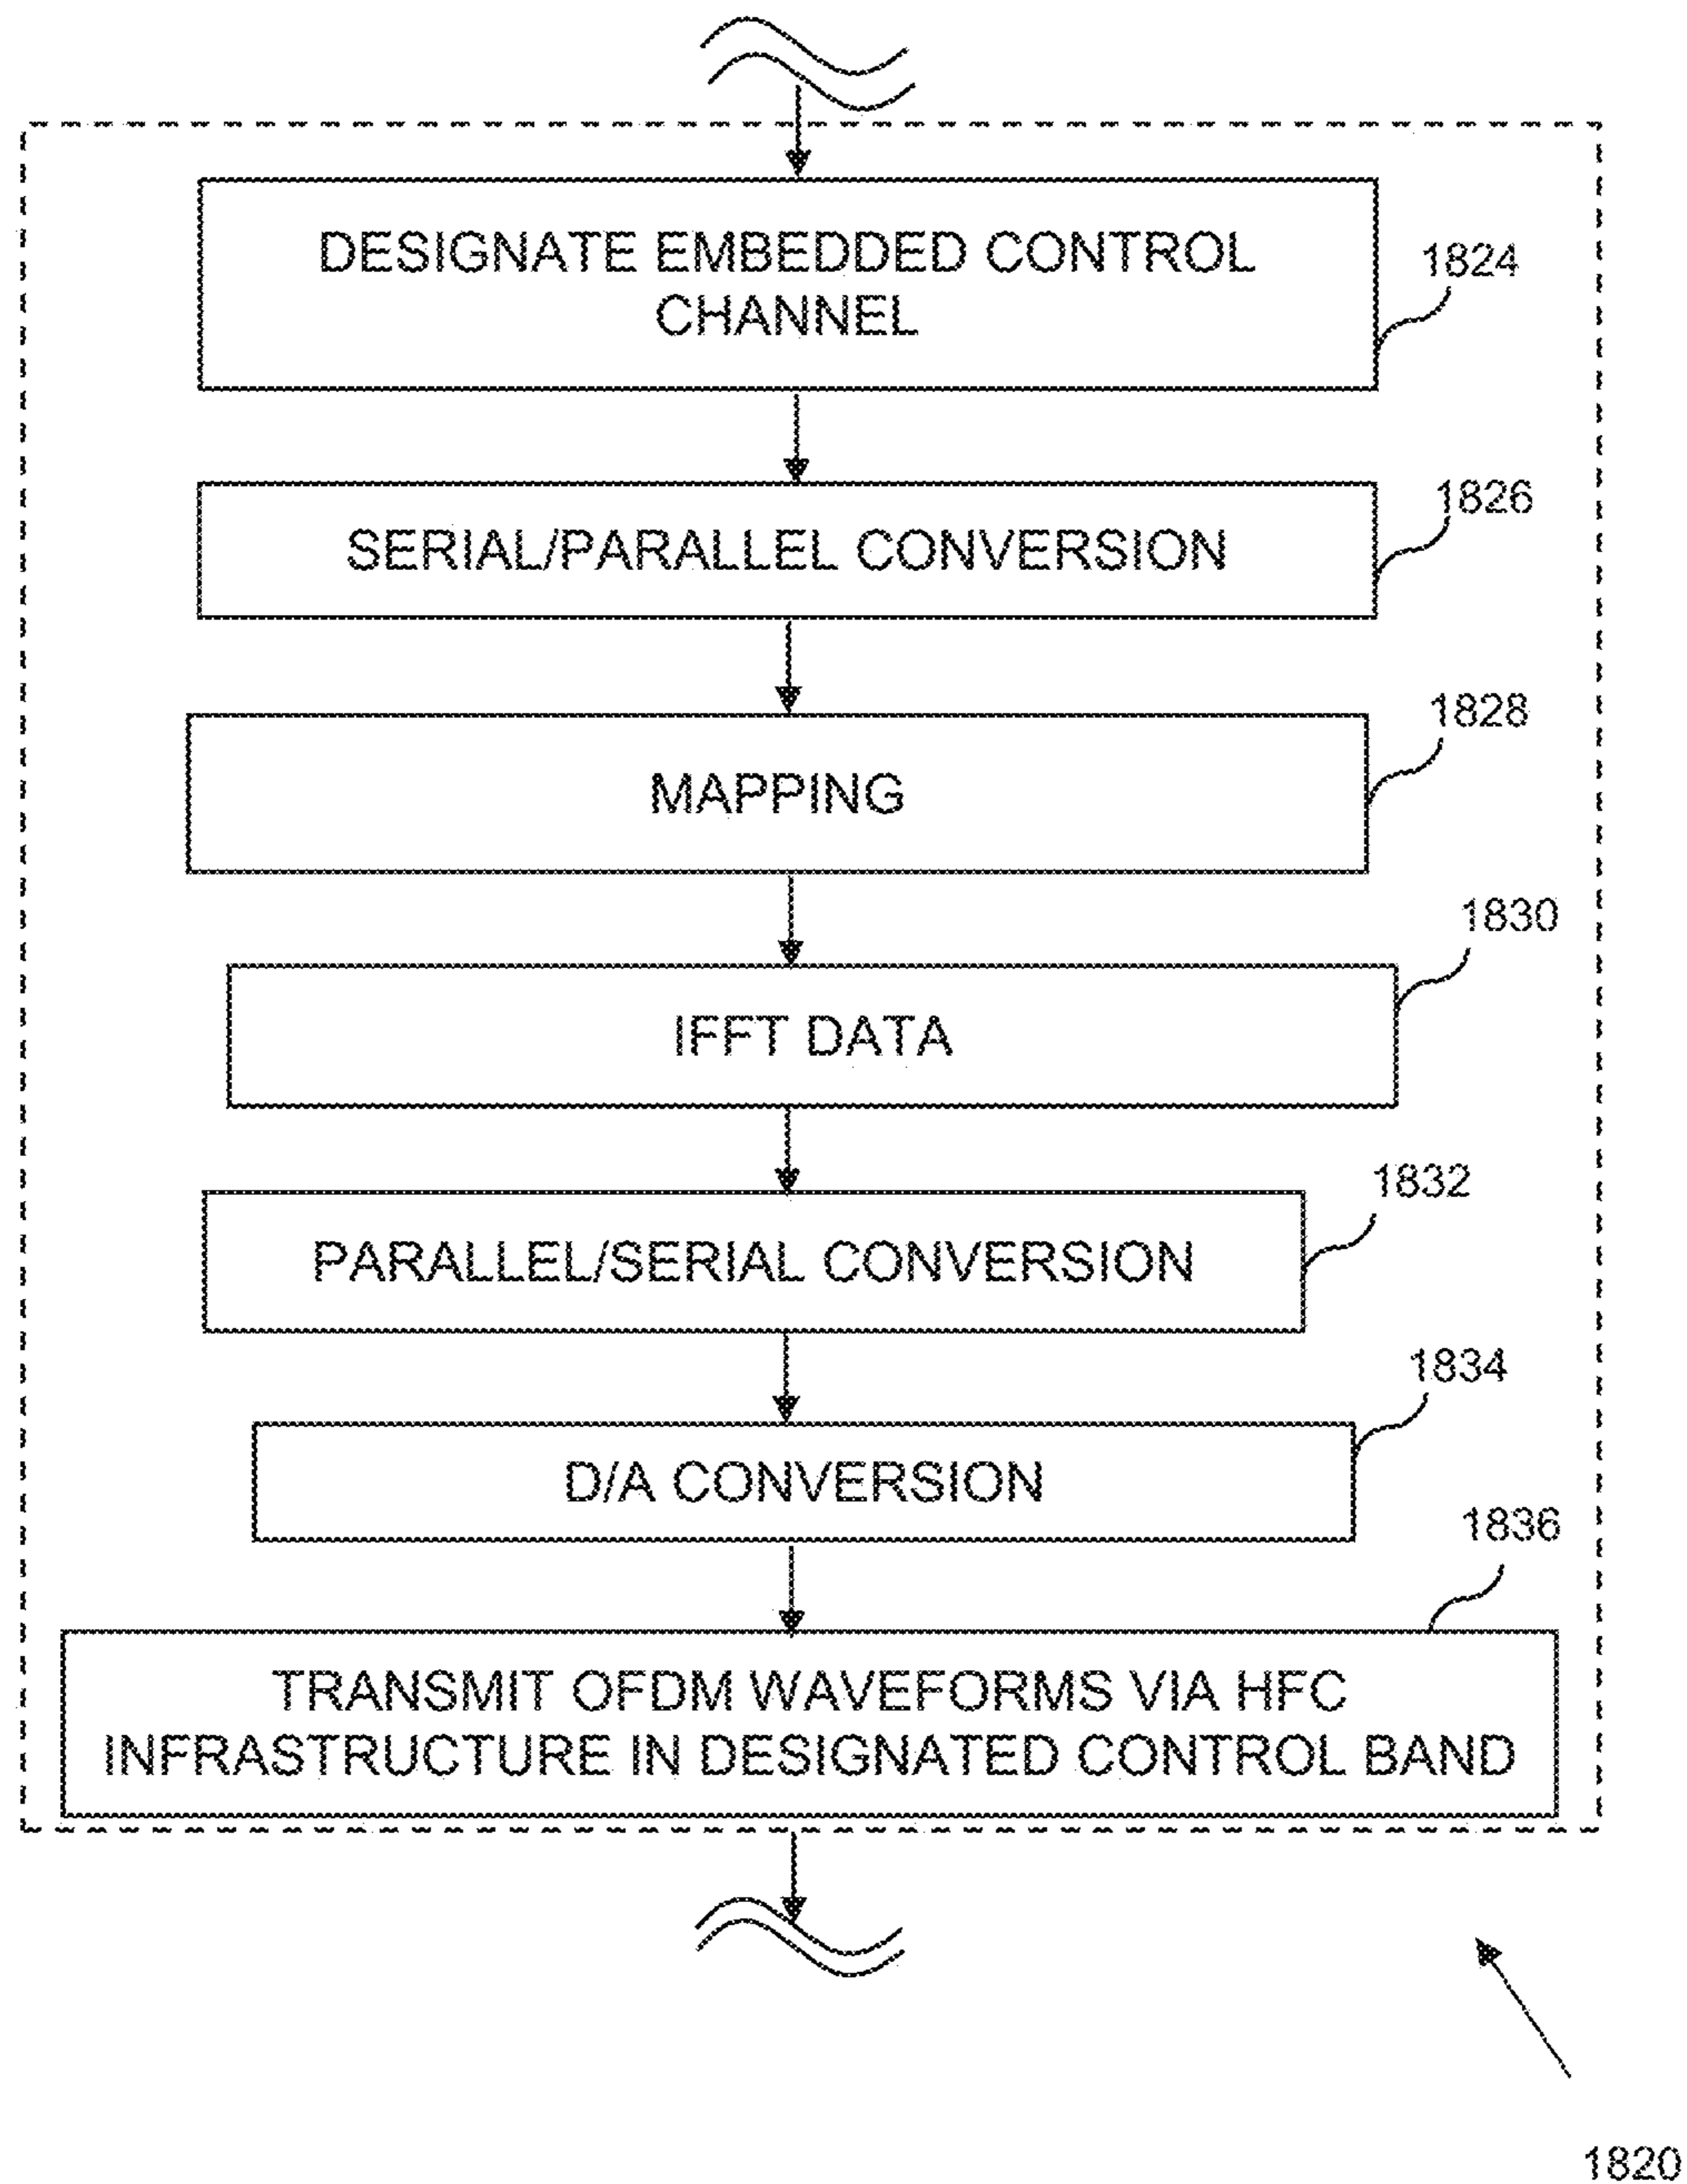 DESIGNATE EMBEDDED CONTROL
CHANNEL
1824
SERIAL/PARALLEL CONVERSION
1826
MAPPING
1828
IFFT DATA
1830
PARALLEL/SERIAL CONVERSION
1832
D/A CONVERSION
1834
TRANSMIT OFDM WAVEFORMS VIA HFC
INFRASTRUCTURE IN DESIGNATED CONTROL BAND
1836
1820